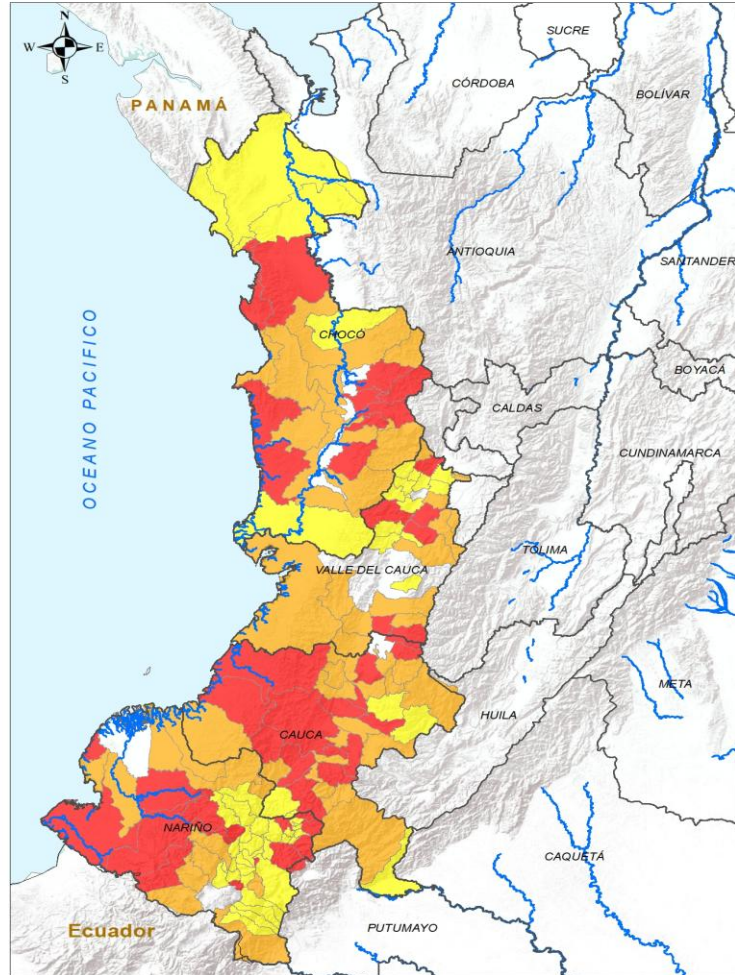 N
W E
S
SUCRE
CÓRDOBA
BOLÍVAR
PANAMÁ
ANTIOQUIA
SANTANDER
OCEANO PACIFICO
CHOCÓ
BOYACÁ
CALDAS
CUNDINAMARCA
TOLIMA
VALLE DEL CAUCA
META
HUILA
CAUCA
NARIÑO
CAQUETÁ
PUTUMAYO
Ecuador